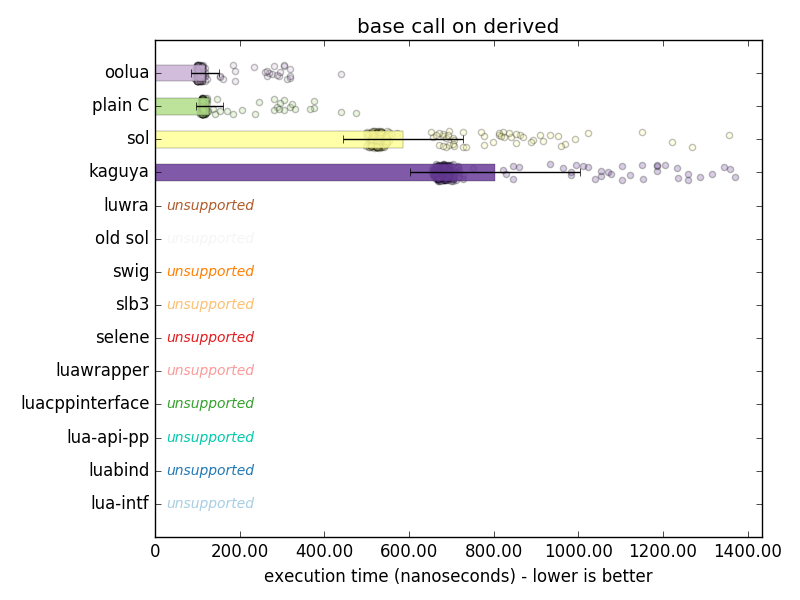 base call on derived
oolua
plain C
sol
kaguya
luwra unsupported
old sol unsupported
swig unsupported
slb3 unsupported
selene unsupported
luawrapper unsupported
luacppinterface unsupported
lua-api-pp unsupported
luabind unsupported
lua-intf unsupported
0 200.00 400.00 600.00 800.00 1000.00 1200.00 1400.00
execution time (nanoseconds) - lower is better